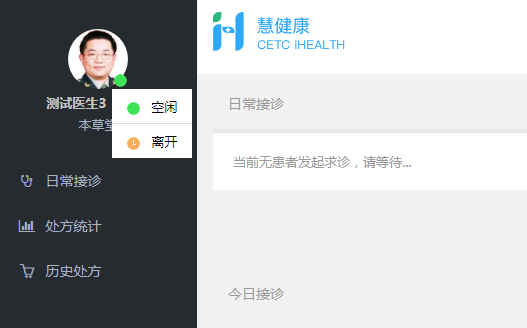 测试医生3
本草堂
空闲
离开
日常接诊
处方统计
历史处方
慧健康
CETC iHEALTH
日常接诊
当前无患者发起求诊，请等待...
今日接诊